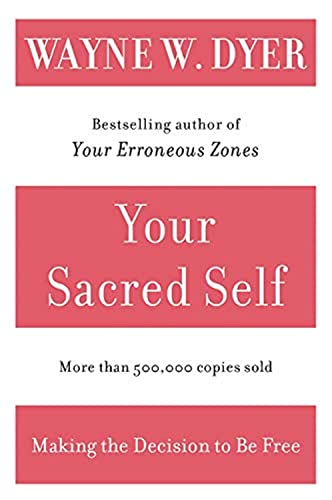 WAYNE W. DYER
Bestselling author of
Your Erroneous Zones
Your
Sacred Self
More than 500,000 copies sold
Making the Decision to Be Free